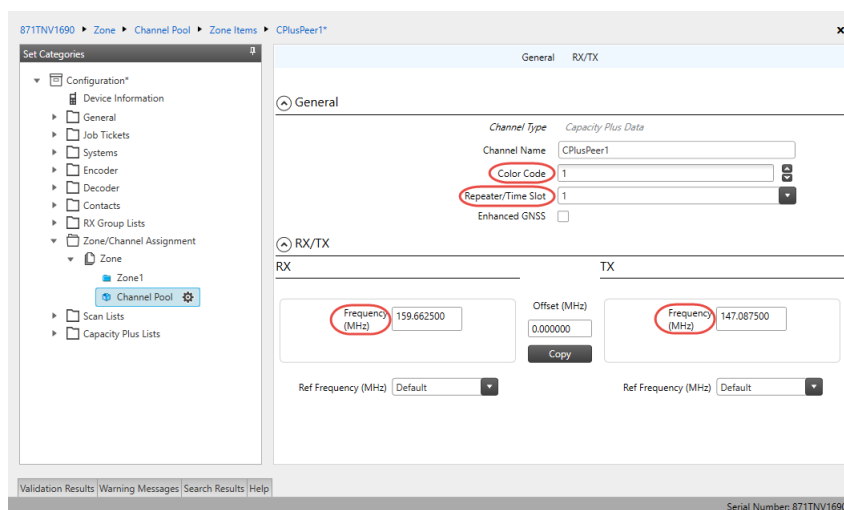 871TNV1690 Zone Channel Pool Zone Items CPlusPeer1*
Set Categories
General RX/TX
Configuration*
Device Information
General
Job Tickets
Systems
Encoder
Decoder
Contacts
RX Group Lists
Zone/Channel Assignment
Zone
Zone1
Channel Pool
Scan Lists
Capacity Plus Lists
General
Channel Type Capacity Plus Data
Channel Name CPlusPeer1
Color Code 1
Repeater/Time Slot 1
Enhanced GNSS
RX/TX
RX TX
Frequency (MHz) 159.662500
Offset (MHz)
0.000000
Copy
Frequency (MHz) 147.087500
Ref Frequency (MHz) Default
Ref Frequency (MHz) Default
Validation Results Warning Messages Search Results Help
Serial Number: 871TNV1690